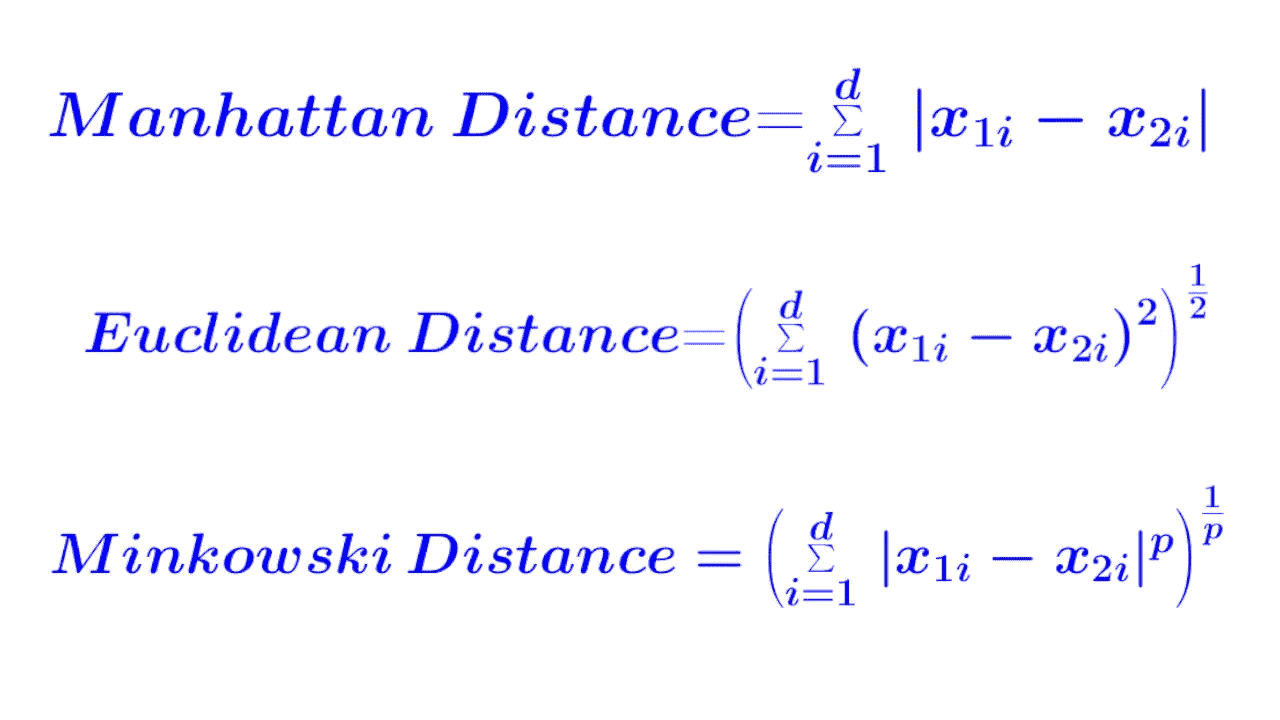 Manhattan Distance = \sum_{i=1}^{d} |x_{1i} - x_{2i}|
Euclidean Distance = \left( \sum_{i=1}^{d} (x_{1i} - x_{2i})^2 \right)^{\frac{1}{2}}
Minkowski Distance = \left( \sum_{i=1}^{d} |x_{1i} - x_{2i}|^p \right)^{\frac{1}{p}}